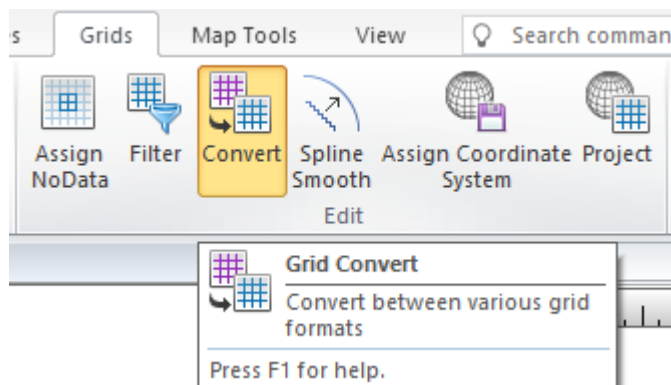 Grids Map Tools View Search comman
Assign NoData
Filter
Convert
Spline Smooth
Assign Coordinate System
Project
Edit
Grid Convert
Convert between various grid
formats
Press F1 for help.